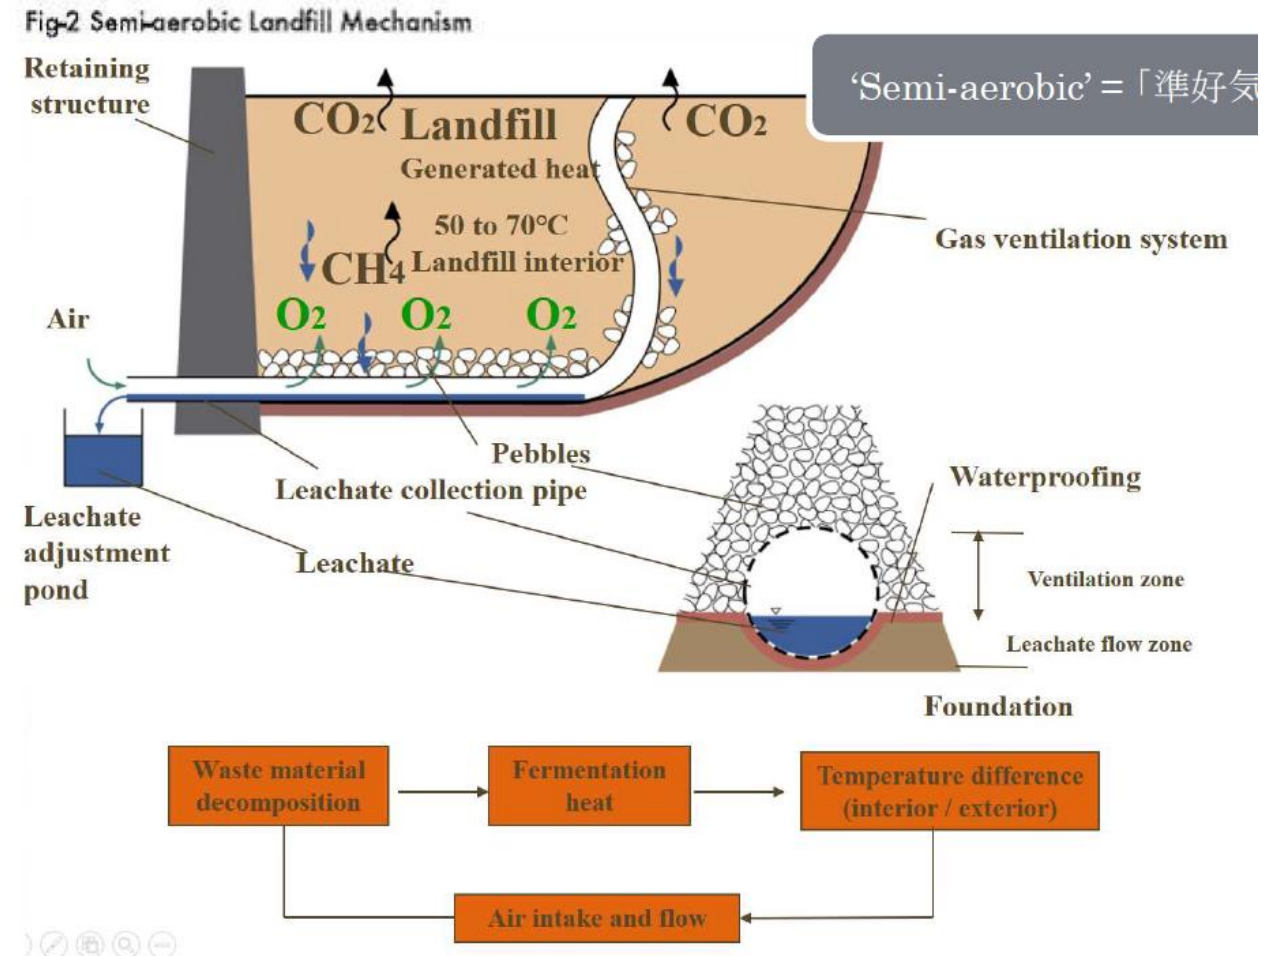 Fig-2 Semi-aerobic Landfill Mechanism
'Semi-aerobic' =「準好気
Retaining
structure
CO2
Landfill
CO2
Generated heat
50 to 70°C
Landfill interior
CH4
Gas ventilation system
O2
O2
O2
Air
Pebbles
Leachate collection pipe
Waterproofing
Leachate
adjustment
pond
Leachate
Ventilation zone
Leachate flow zone
Foundation
Waste material
decomposition
Fermentation
heat
Temperature difference
(interior / exterior)
Air intake and flow